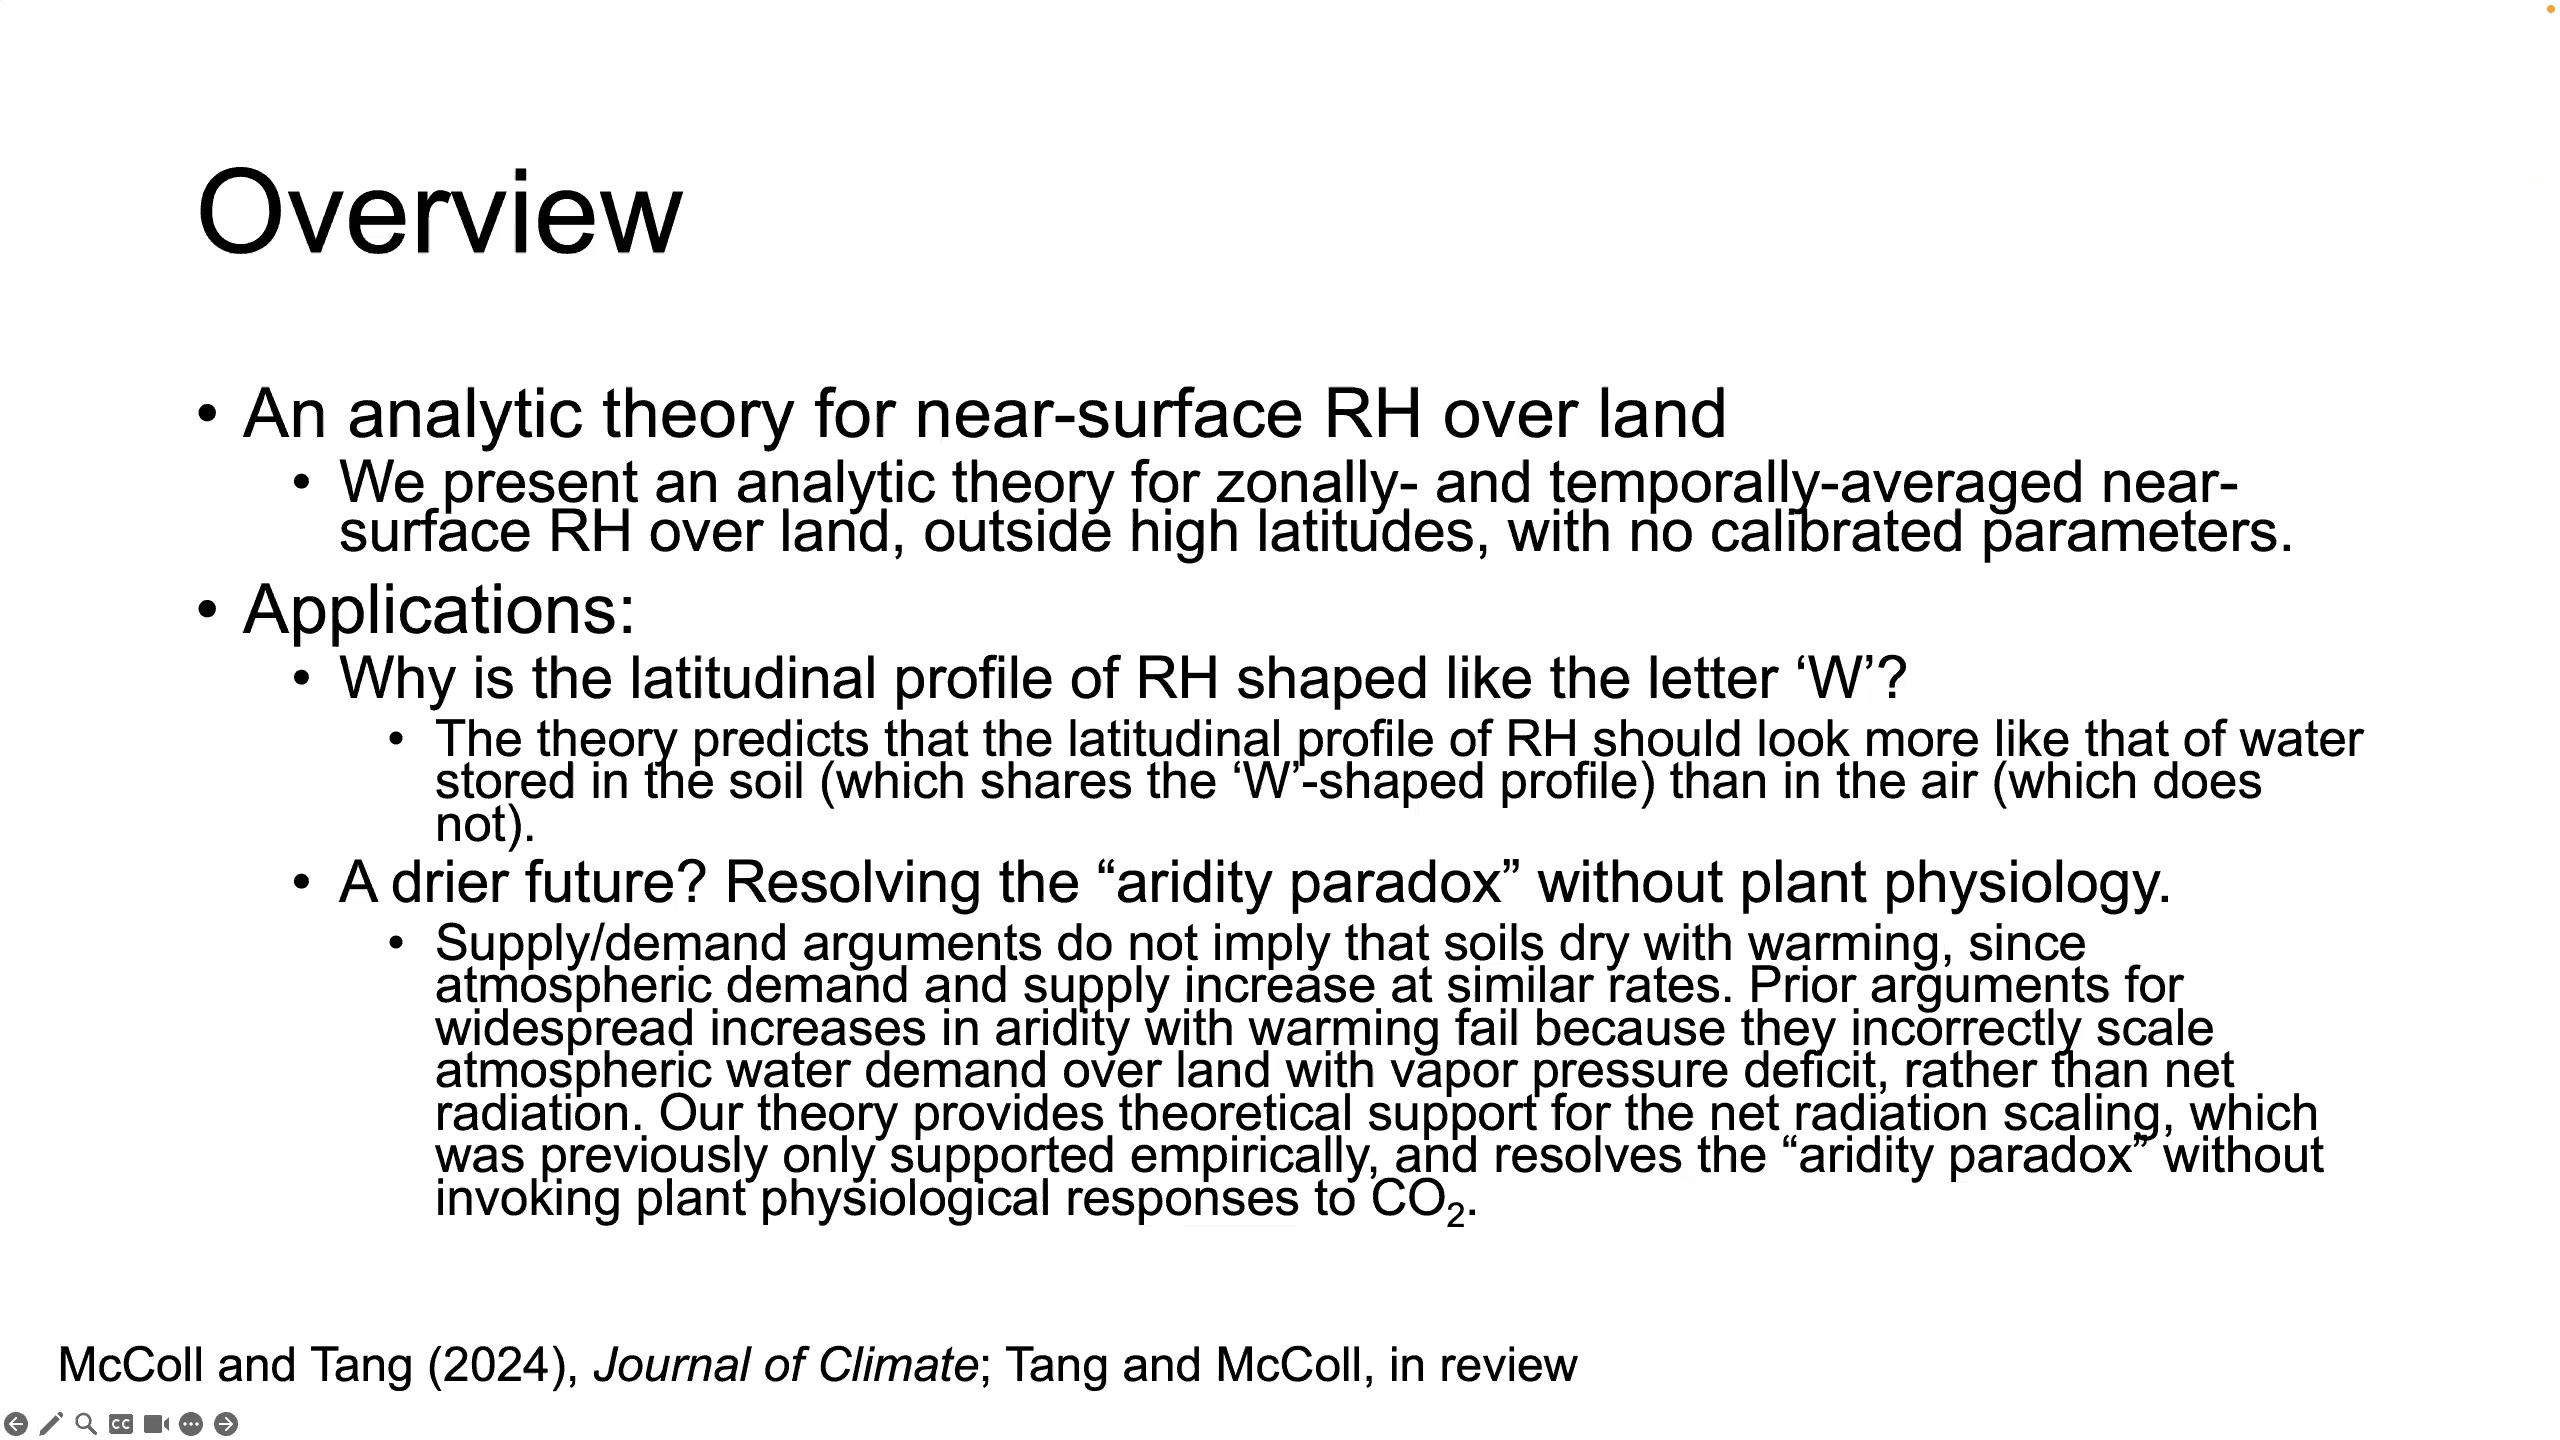 Overview
• An analytic theory for near-surface RH over land
• We present an analytic theory for zonally- and temporally-averaged near-
surface RH over land, outside high latitudes, with no calibrated parameters.
• Applications:
• Why is the latitudinal profile of RH shaped like the letter ‘W’?
• The theory predicts that the latitudinal profile of RH should look more like that of water
stored in the soil (which shares the ‘W’-shaped profile) than in the air (which does
not).
• A drier future? Resolving the “aridity paradox” without plant physiology.
• Supply/demand arguments do not imply that soils dry with warming, since
atmospheric demand and supply increase at similar rates. Prior arguments for
widespread increases in aridity with warming fail because they incorrectly scale
atmospheric water demand over land with vapor pressure deficit, rather than net
radiation. Our theory provides theoretical support for the net radiation scaling, which
was previously only supported empirically, and resolves the “aridity paradox” without
invoking plant physiological responses to CO₂.
McColl and Tang (2024), Journal of Climate; Tang and McColl, in review
CC